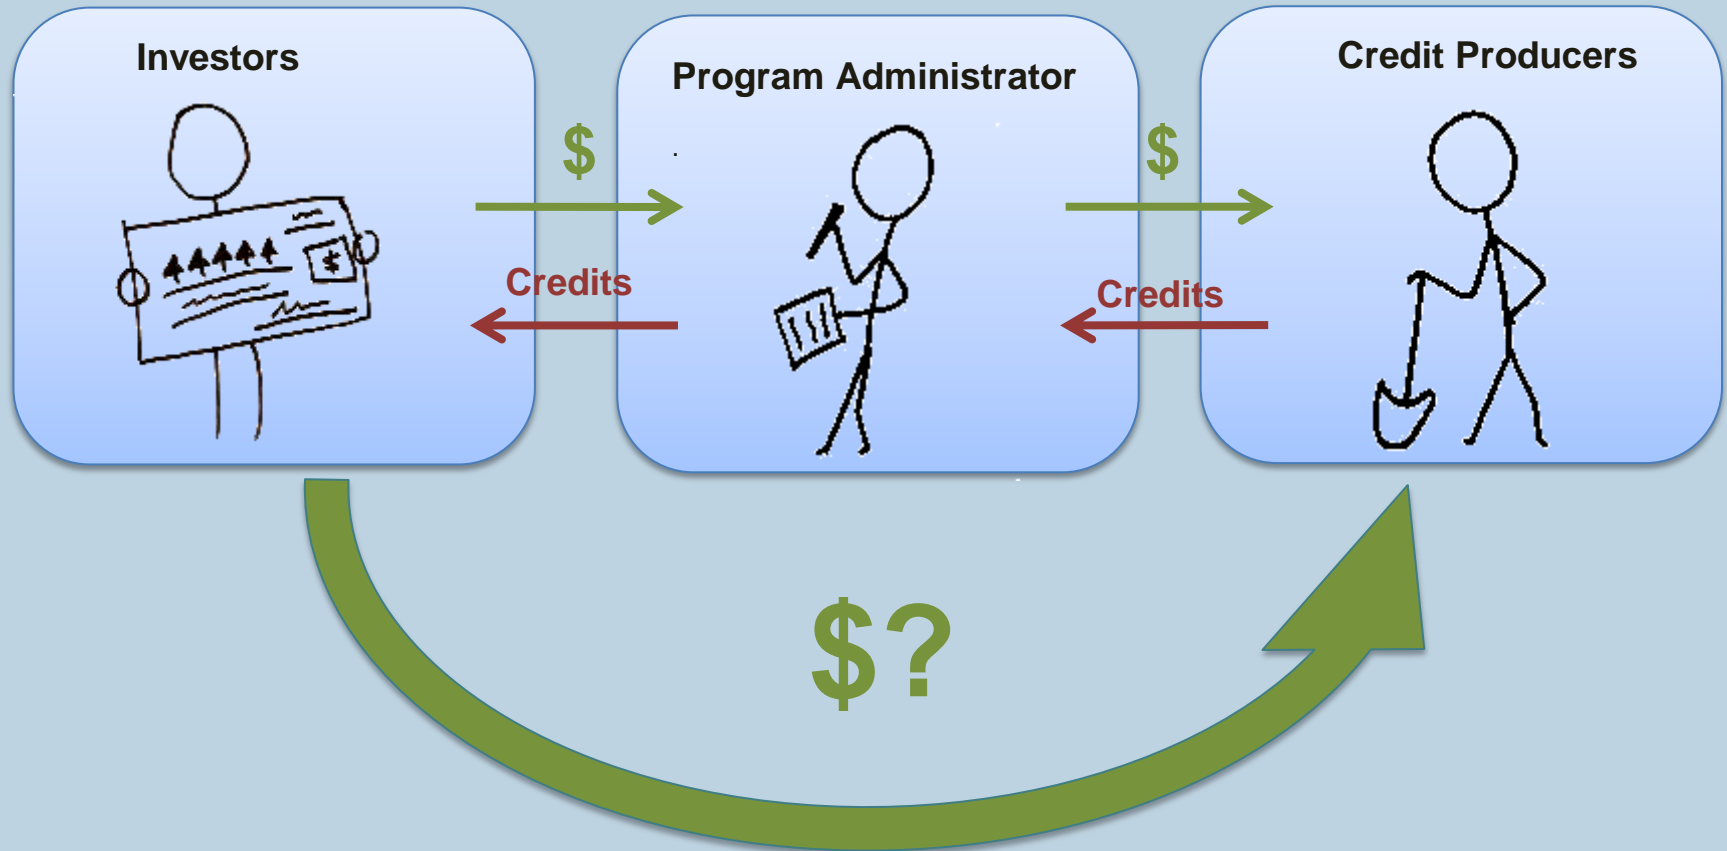 Investors
Program Administrator
Credit Producers
$
$
Credits
Credits
$
$?